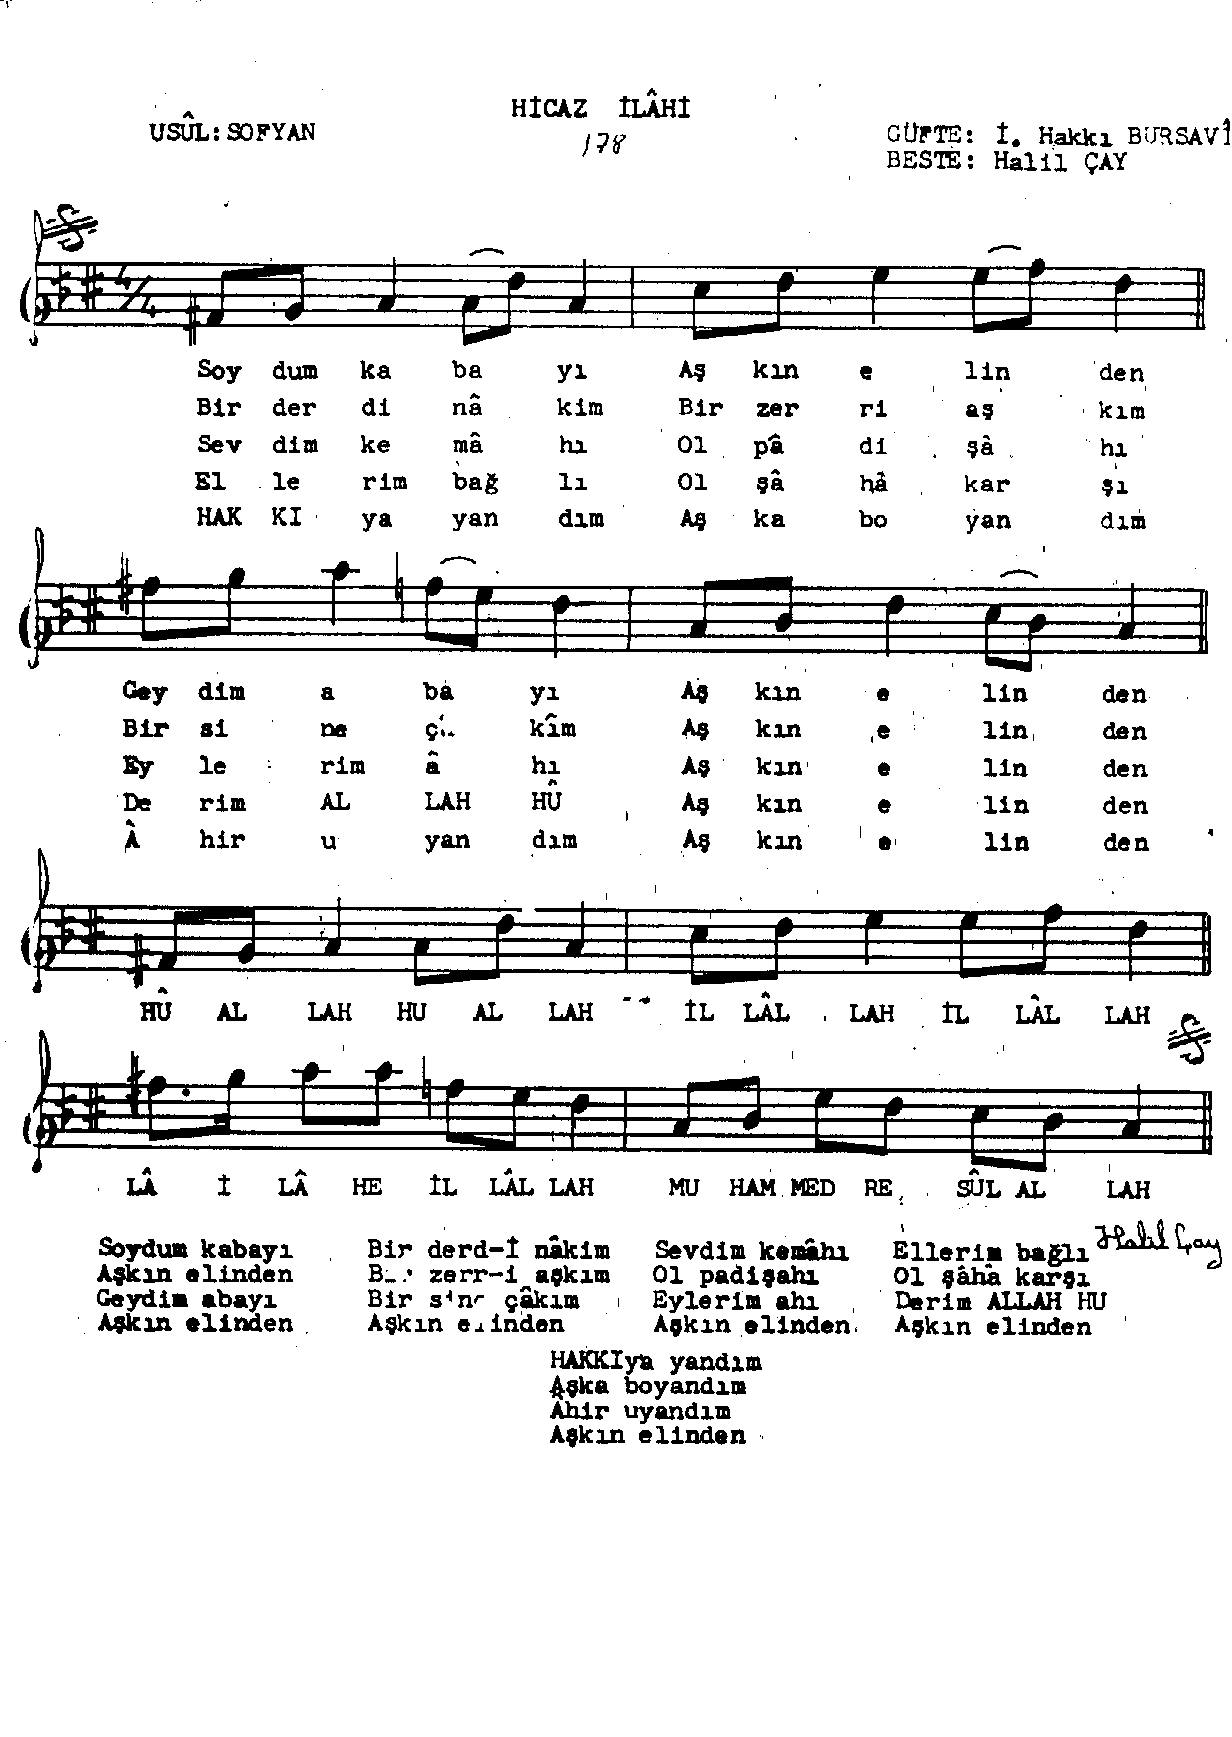 HİCAZ İLÂHİ
USÛL: SOFYAN
178
GÜFTE: İ. Hakkı BURSAVÎ
BESTE: Halil ÇAY
4/4
Soy dum ka ba yı Aş kın e lin den
Bir der di nâ kim Bir zer ri aş kım
Sev dim ke mâ hı Ol pâ di şâ hı
El le rim bağ lı Ol şâ hâ kar şı
HAK KI ya yan dım Aş ka bo yan dım
Gey dim a ba yı Aş kın e lin den
Bir si ne kîm Aş kın e lin den
Ey le rim â hı Aş kın e lin den
De rim AL LAH HÛ Aş kın e lin den
À hir u yan dım Aş kın e lin den
HÛ AL LAH HU AL LAH İL LÂL LAH İL LÂL LAH
LÂ İ LÂ HE İL LÂL LAH MU HAM MED RE SÛL AL LAH
Halil Çay
Soydum kabayı
Aşkın elinden
Geydim abayı
Aşkın elinden
Bir derd-İ nâkim
zerr-i aşkım
Bir çâkım
Aşkın elinden
Sevdim kemâhı
Ol padişahı
Eylerim ahı
Aşkın elinden
Ellerim bağlı
Ol şâhâ karşı
Derim ALLAH HU
Aşkın elinden
HAKKIya yandım
Aşka boyandım
Ahir uyandım
Aşkın elinden